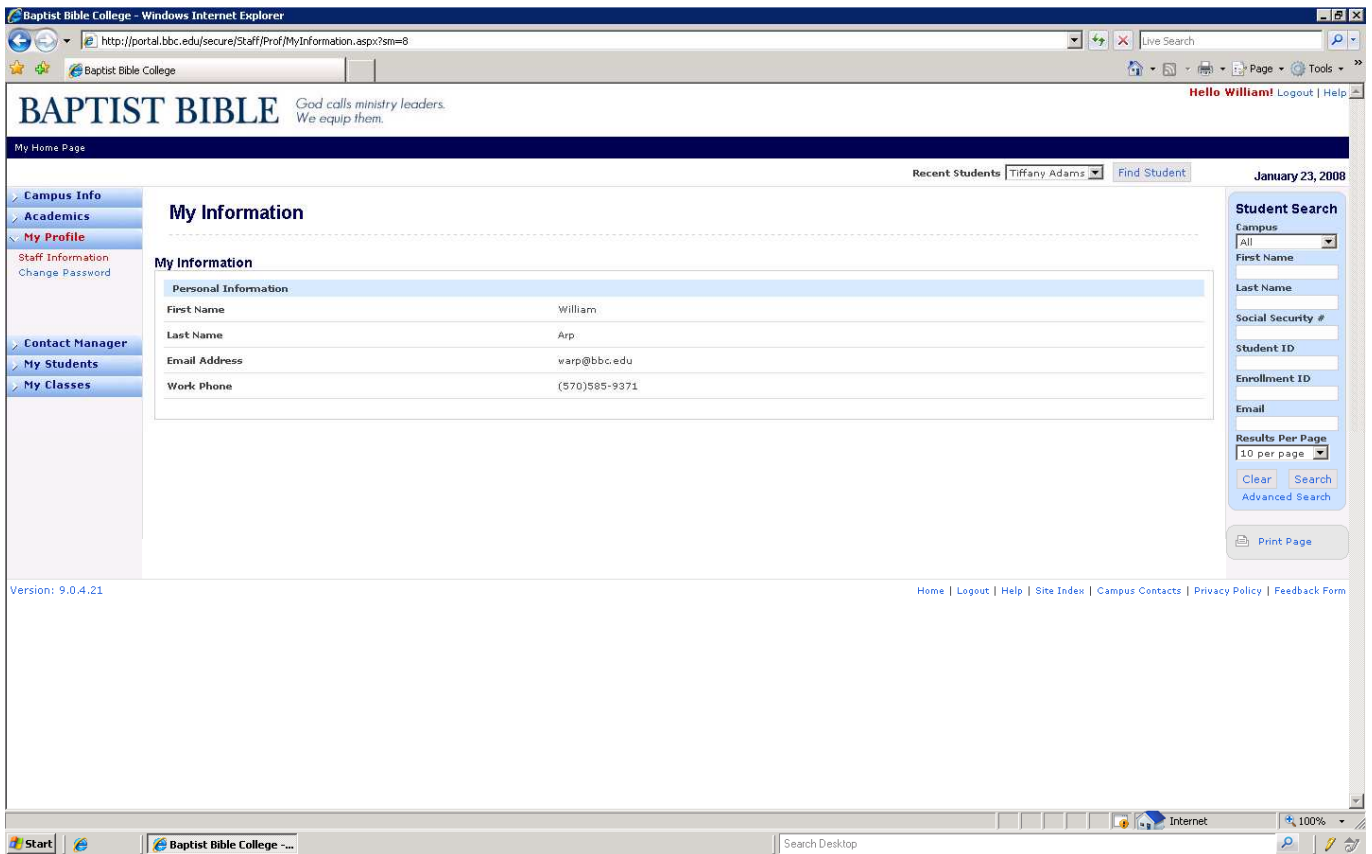 Baptist Bible College - Windows Internet Explorer
http://portal.bbc.edu/secure/Staff/Prof/MyInformation.aspx?sm=8
Live Search
Baptist Bible College
Page
Tools
Hello William! Logout | Help
BAPTIST BIBLE
God calls ministry leaders.
We equip them.
My Home Page
Recent Students Tiffany Adams Find Student
January 23, 2008
Campus Info
Academics
My Profile
Staff Information
Change Password
Contact Manager
My Students
My Classes
My Information
My Information
Personal Information
First Name William
Last Name Arp
Email Address warp@bbc.edu
Work Phone (570)585-9371
Student Search
Campus
All
First Name
Last Name
Social Security #
Student ID
Enrollment ID
Email
Results Per Page
10 per page
Clear Search
Advanced Search
Print Page
Version: 9.0.4.21
Home | Logout | Help | Site Index | Campus Contacts | Privacy Policy | Feedback Form
Internet
100%
Start
Baptist Bible College -...
Search Desktop